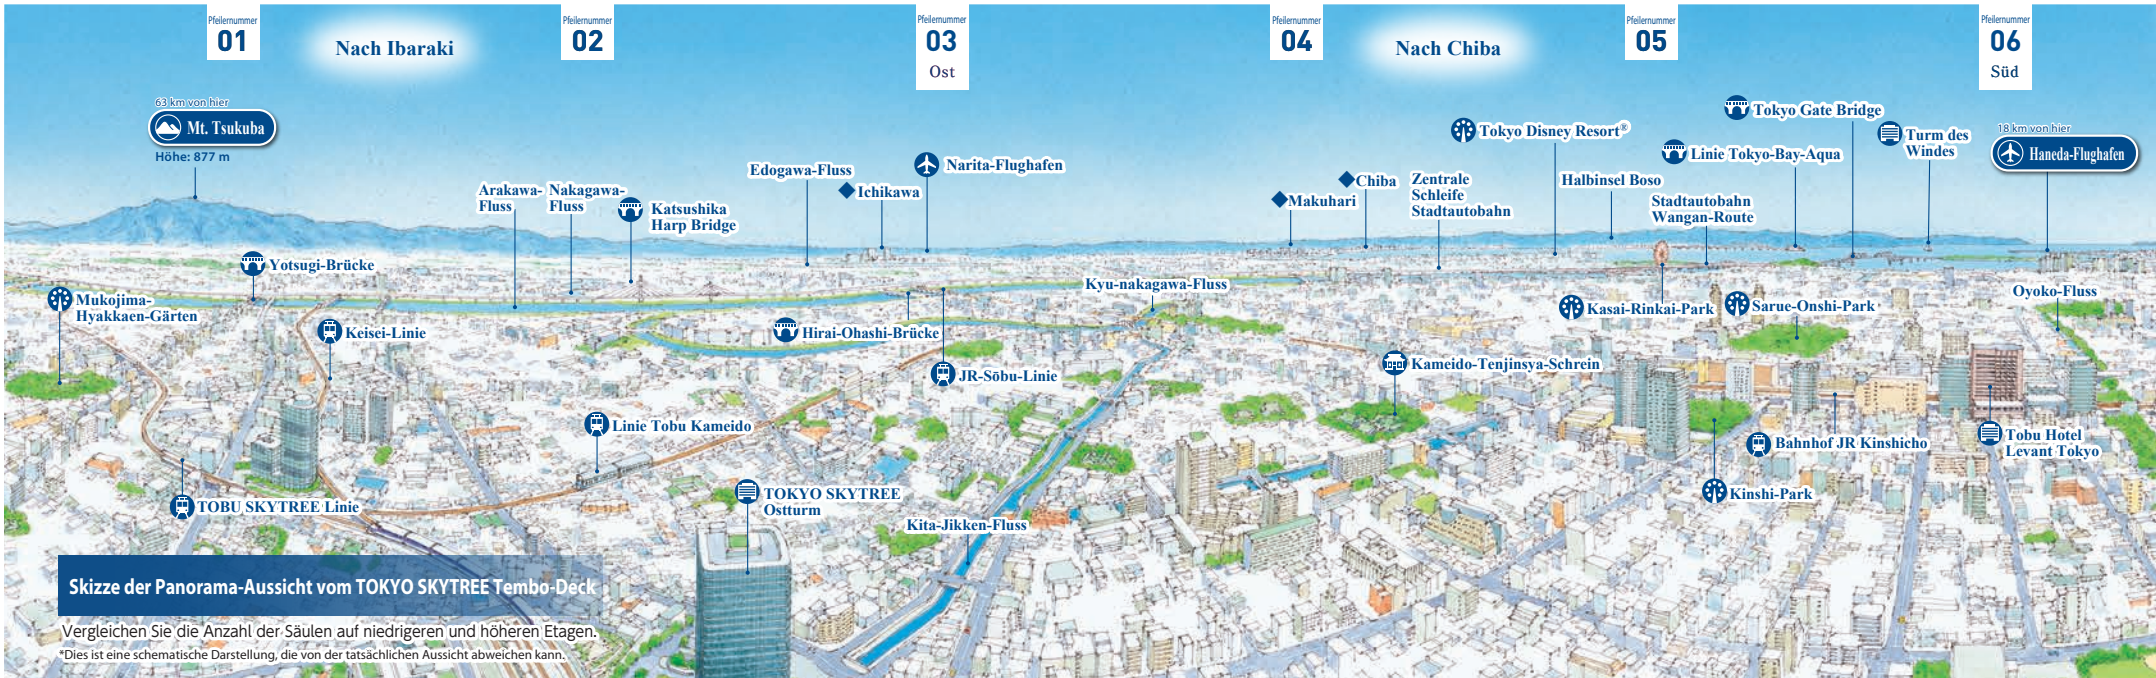 Pfeilernummer
01
Nach Ibaraki
Pfeilernummer
02
Pfeilernummer
03
Ost
Pfeilernummer
04
Nach Chiba
Pfeilernummer
05
Pfeilernummer
06
Süd
63 km von hier
Mt. Tsukuba
Höhe: 877 m
Arakawa-
Fluss
Nakagawa-
Fluss
Katsushika
Harp Bridge
Edogawa-Fluss
Ichikawa
Narita-Flughafen
Makuhari
Chiba
Zentrale
Schleife
Stadtautobahn
Tokyo Disney Resort®
Halbinsel Boso
Linie Tokyo-Bay-Aqua
Tokyo Gate Bridge
Stadtautobahn
Wangan-Route
Turm des
Windes
18 km von hier
Haneda-Flughafen
Yotsugi-Brücke
Mukojima-
Hyakkaen-Gärten
Keisei-Linie
Hirai-Ohashi-Brücke
Kyu-nakagawa-Fluss
JR-Sōbu-Linie
Kasai-Rinkai-Park
Sarue-Onshi-Park
Oyoko-Fluss
Kameido-Tenjinsya-Schrein
Linie Tobu Kameido
TOBU SKYTREE Linie
TOKYO SKYTREE
Ostturm
Kita-Jikken-Fluss
Bahnhof JR Kinshicho
Kinshi-Park
Tobu Hotel
Levant Tokyo
Skizze der Panorama-Aussicht vom TOKYO SKYTREE Tembo-Deck
Vergleichen Sie die Anzahl der Säulen auf niedrigeren und höheren Etagen.
*Dies ist eine schematische Darstellung, die von der tatsächlichen Aussicht abweichen kann.